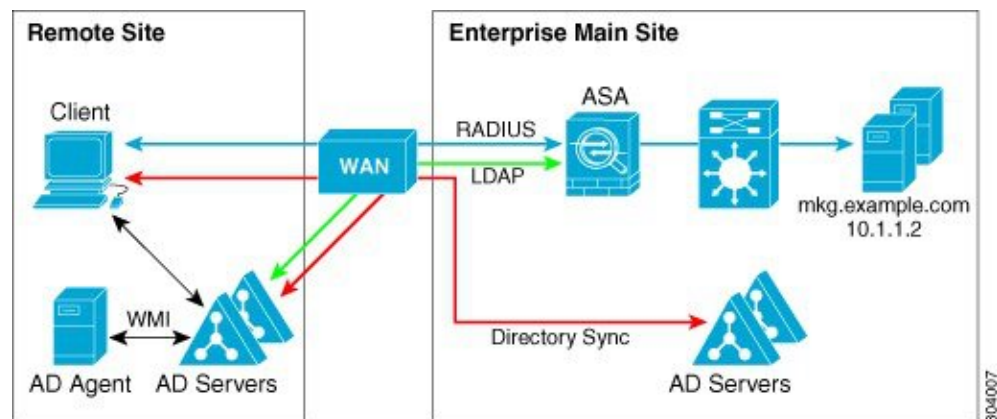 Remote Site
Enterprise Main Site
Client
ASA
RADIUS
WAN
LDAP
mkg.example.com
10.1.1.2
WMI
Directory Sync
AD Agent
AD Servers
AD Servers
304007